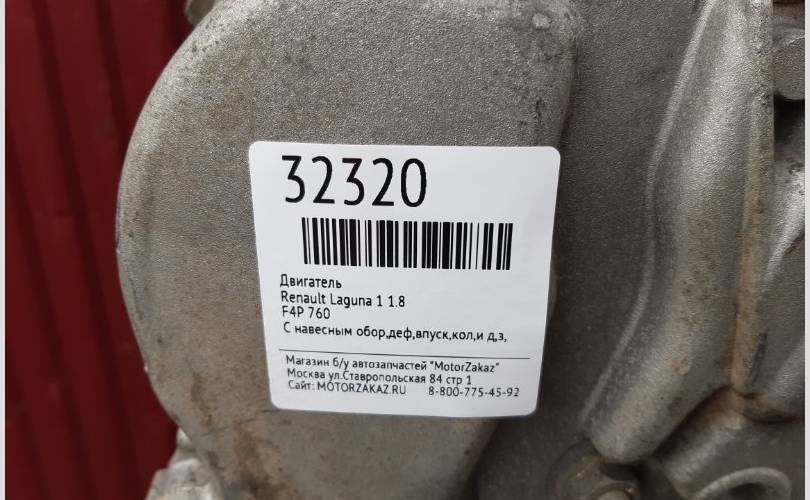 32320
Двигатель
Renault Laguna 1 1.8
F4P 760
С навесным обор,деф,впуск,кол,и д,з,
Магазин б/у автозапчастей "MotorZakaz"
Москва ул.Ставропольская 84 стр 1
Сайт: MOTORZAKAZ.RU 8-800-775-45-92